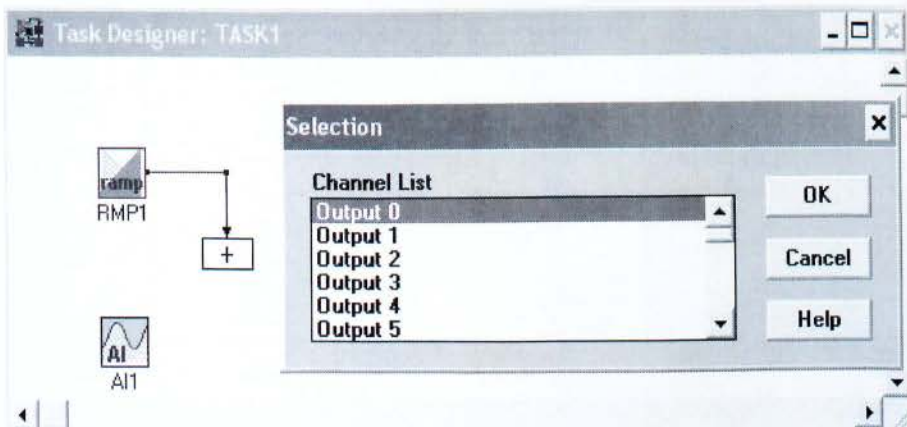 Task Designer: TASK1
Selection
Channel List
Output 0
Output 1
Output 2
Output 3
Output 4
Output 5
OK
Cancel
Help
ramp
RMP1
+
AI
AI1